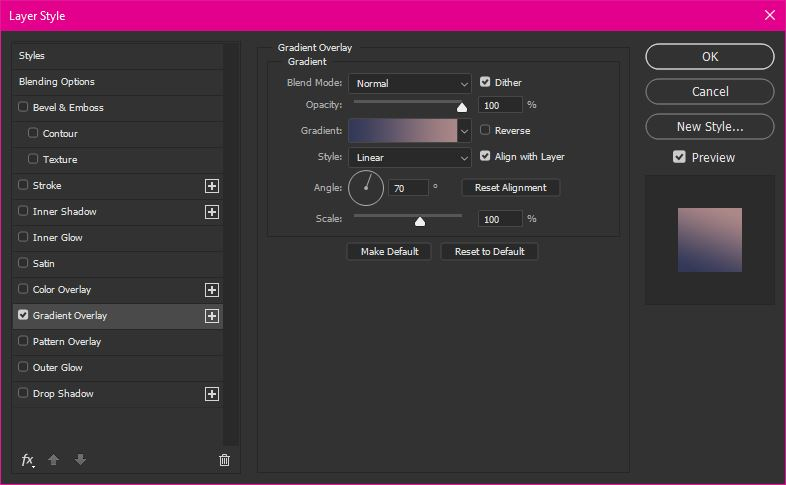 Layer Style
Styles
Blending Options
Bevel & Emboss
Contour
Texture
Stroke
Inner Shadow
Inner Glow
Satin
Color Overlay
Gradient Overlay
Pattern Overlay
Outer Glow
Drop Shadow
fx
Gradient Overlay
Gradient
Blend Mode: Normal Dither
Opacity: 100 %
Gradient: Reverse
Style: Linear Align with Layer
Angle: 70 ° Reset Alignment
Scale: 100 %
Make Default Reset to Default
OK
Cancel
New Style...
Preview